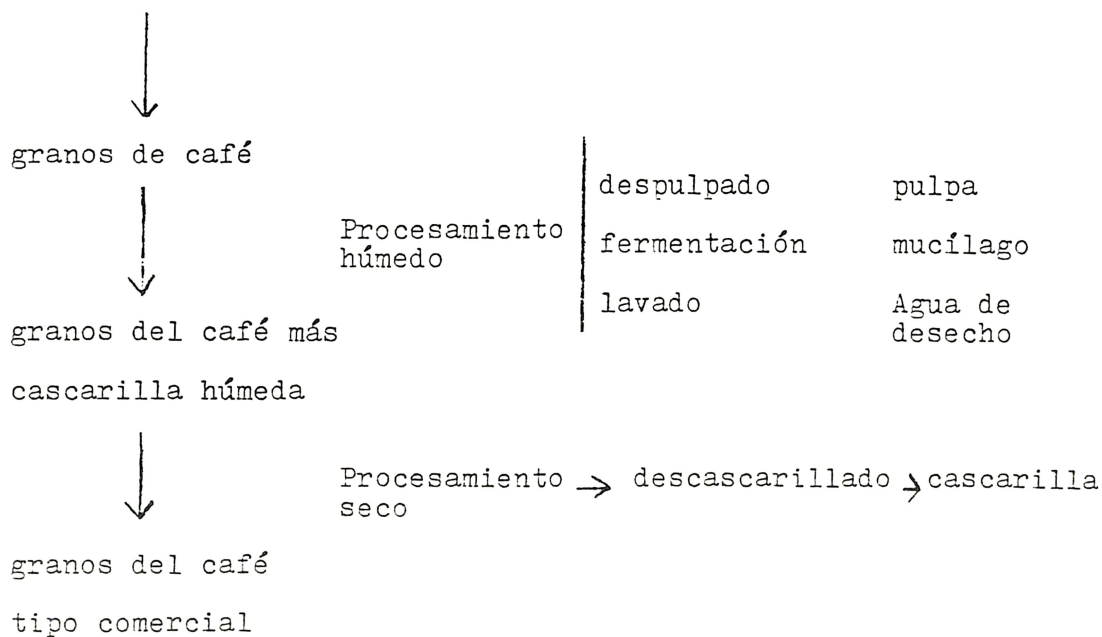 granos de café
Procesamiento
húmedo
despulpado
pulpa
fermentación
mucílago
lavado
Agua de
desecho
granos del café más
cascarilla húmeda
Procesamiento
seco
descascarillado
cascarilla
granos del café
tipo comercial